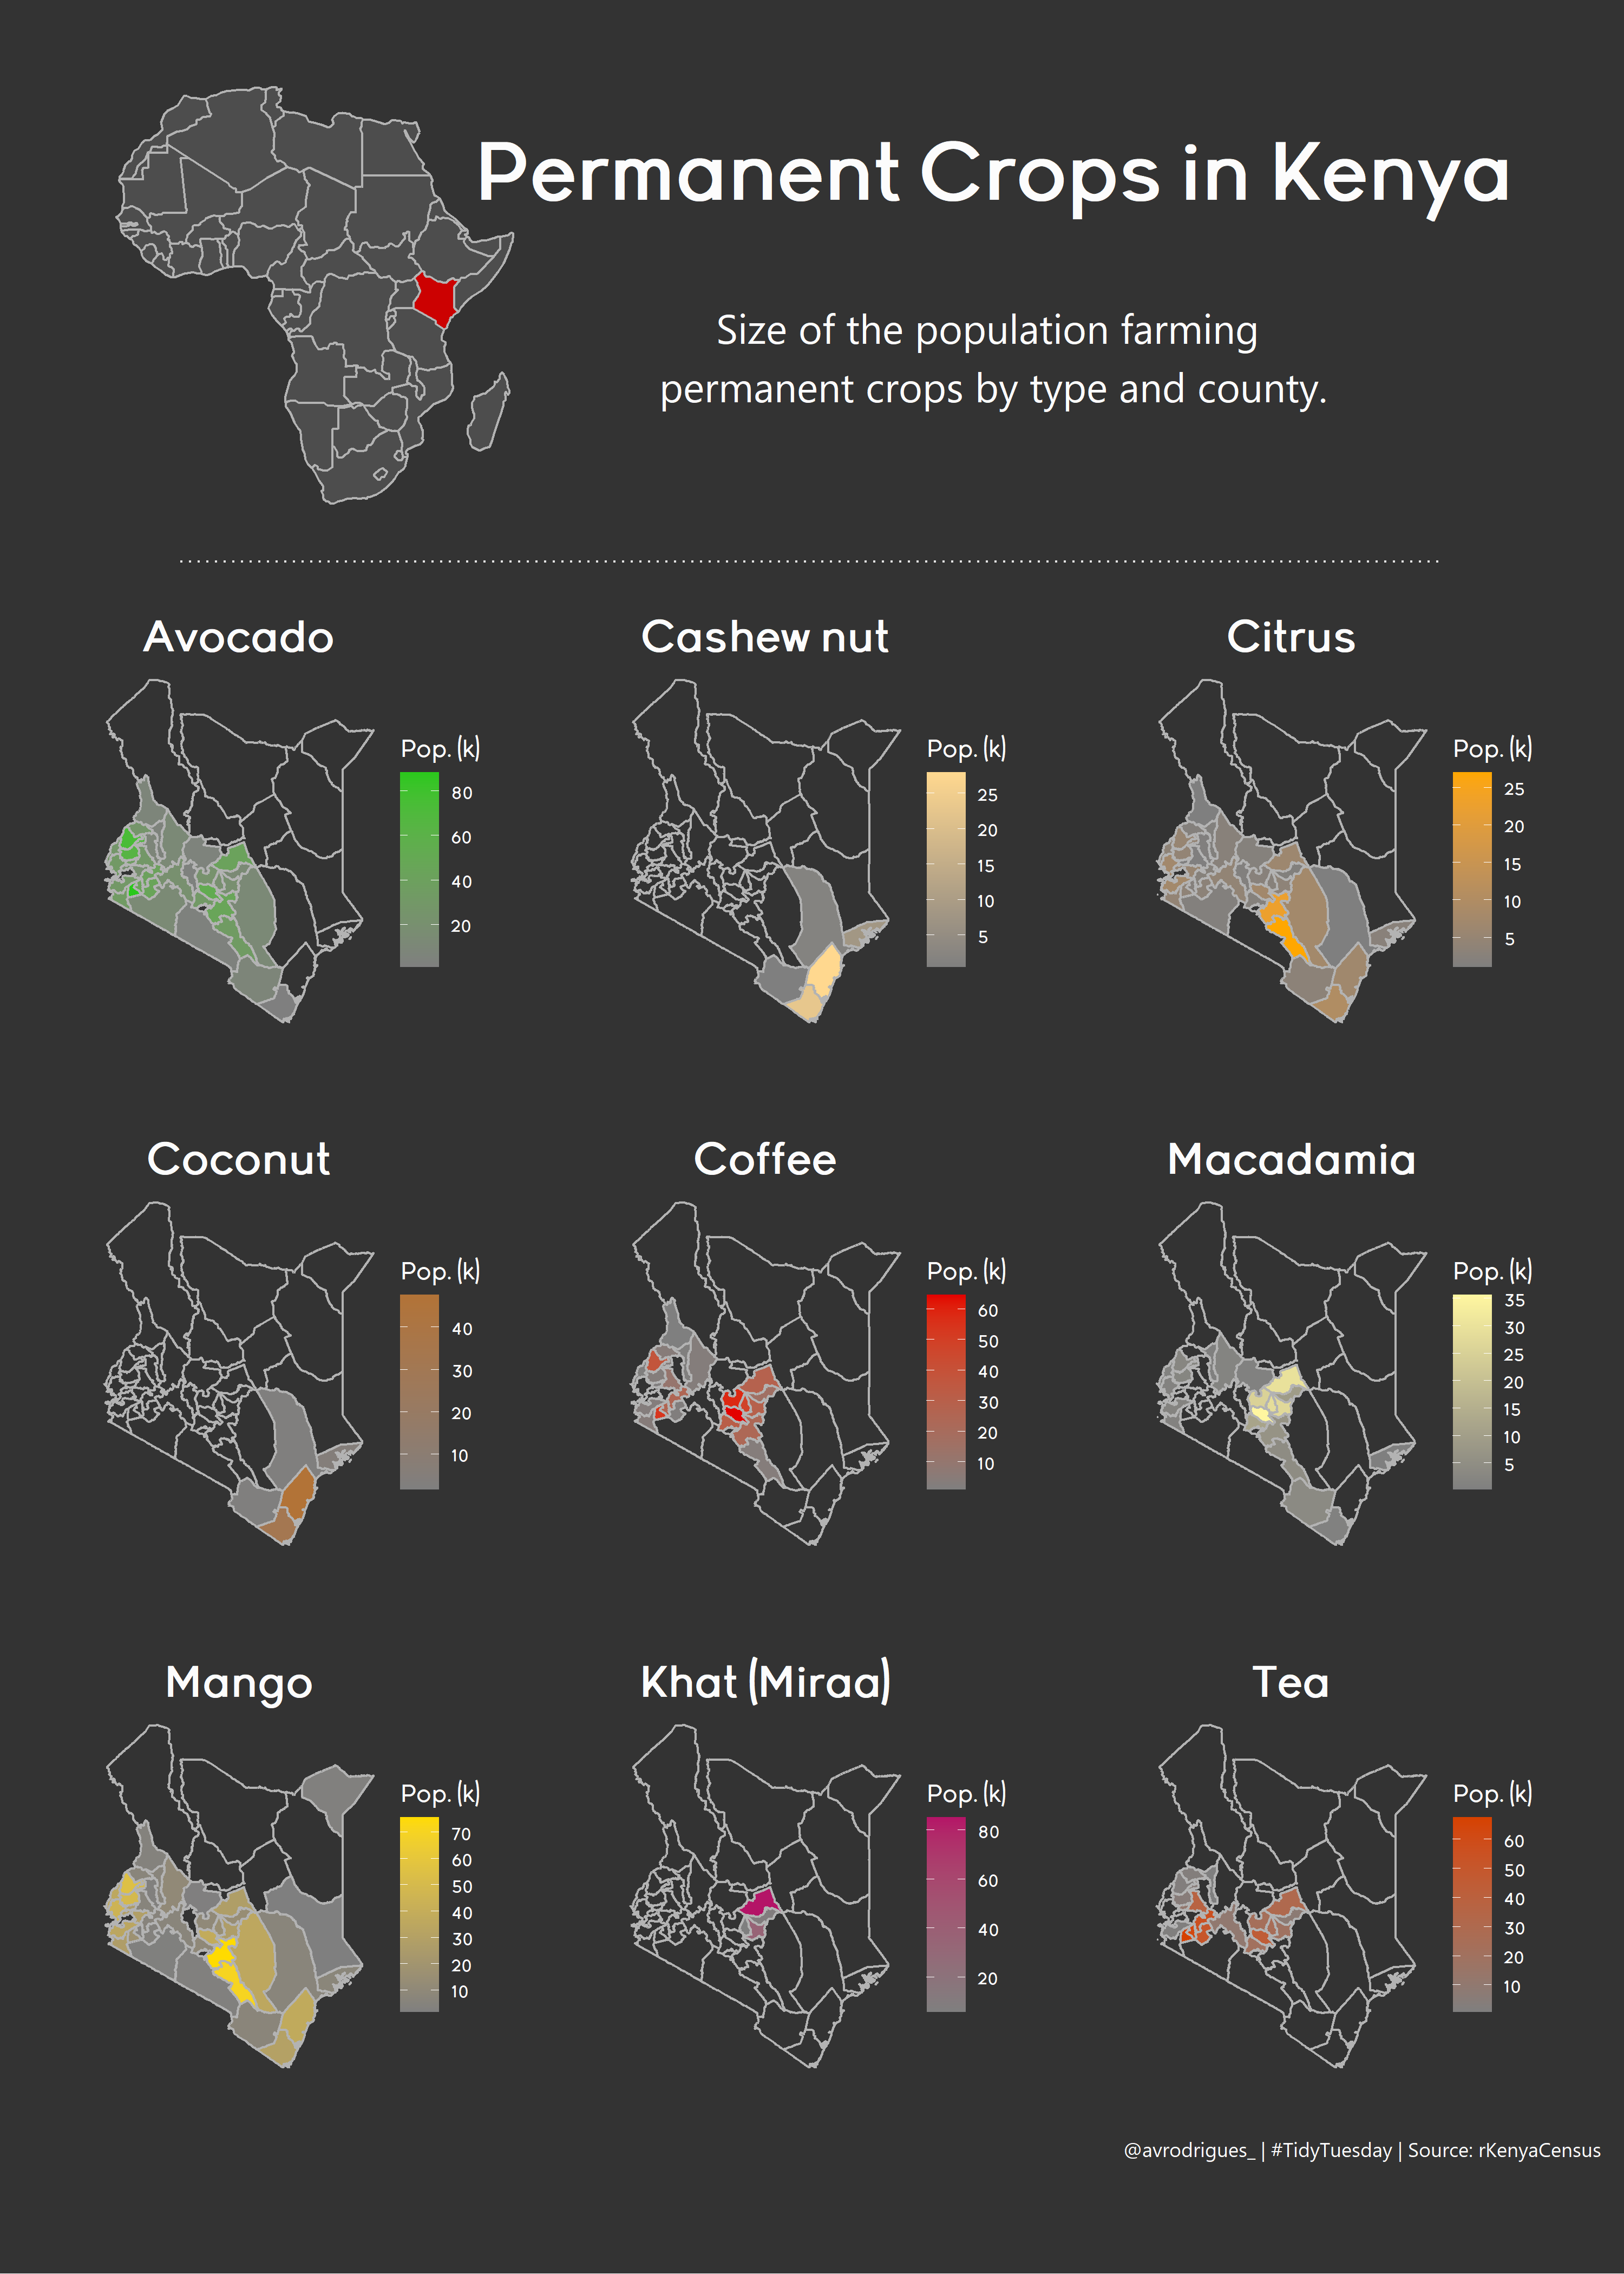 Permanent Crops in Kenya
Size of the population farming
permanent crops by type and county.
Avocado
Pop. (k)
80
60
40
20
Cashew nut
Pop. (k)
25
20
15
10
5
Citrus
Pop. (k)
25
20
15
10
5
Coconut
Pop. (k)
40
30
20
10
Coffee
Pop. (k)
60
50
40
30
20
10
Macadamia
Pop. (k)
35
30
25
20
15
10
5
Mango
Pop. (k)
70
60
50
40
30
20
10
Khat (Miraa)
Pop. (k)
80
60
40
20
Tea
Pop. (k)
60
50
40
30
20
10
@avrodrigues_ | #TidyTuesday | Source: rKenyaCensus